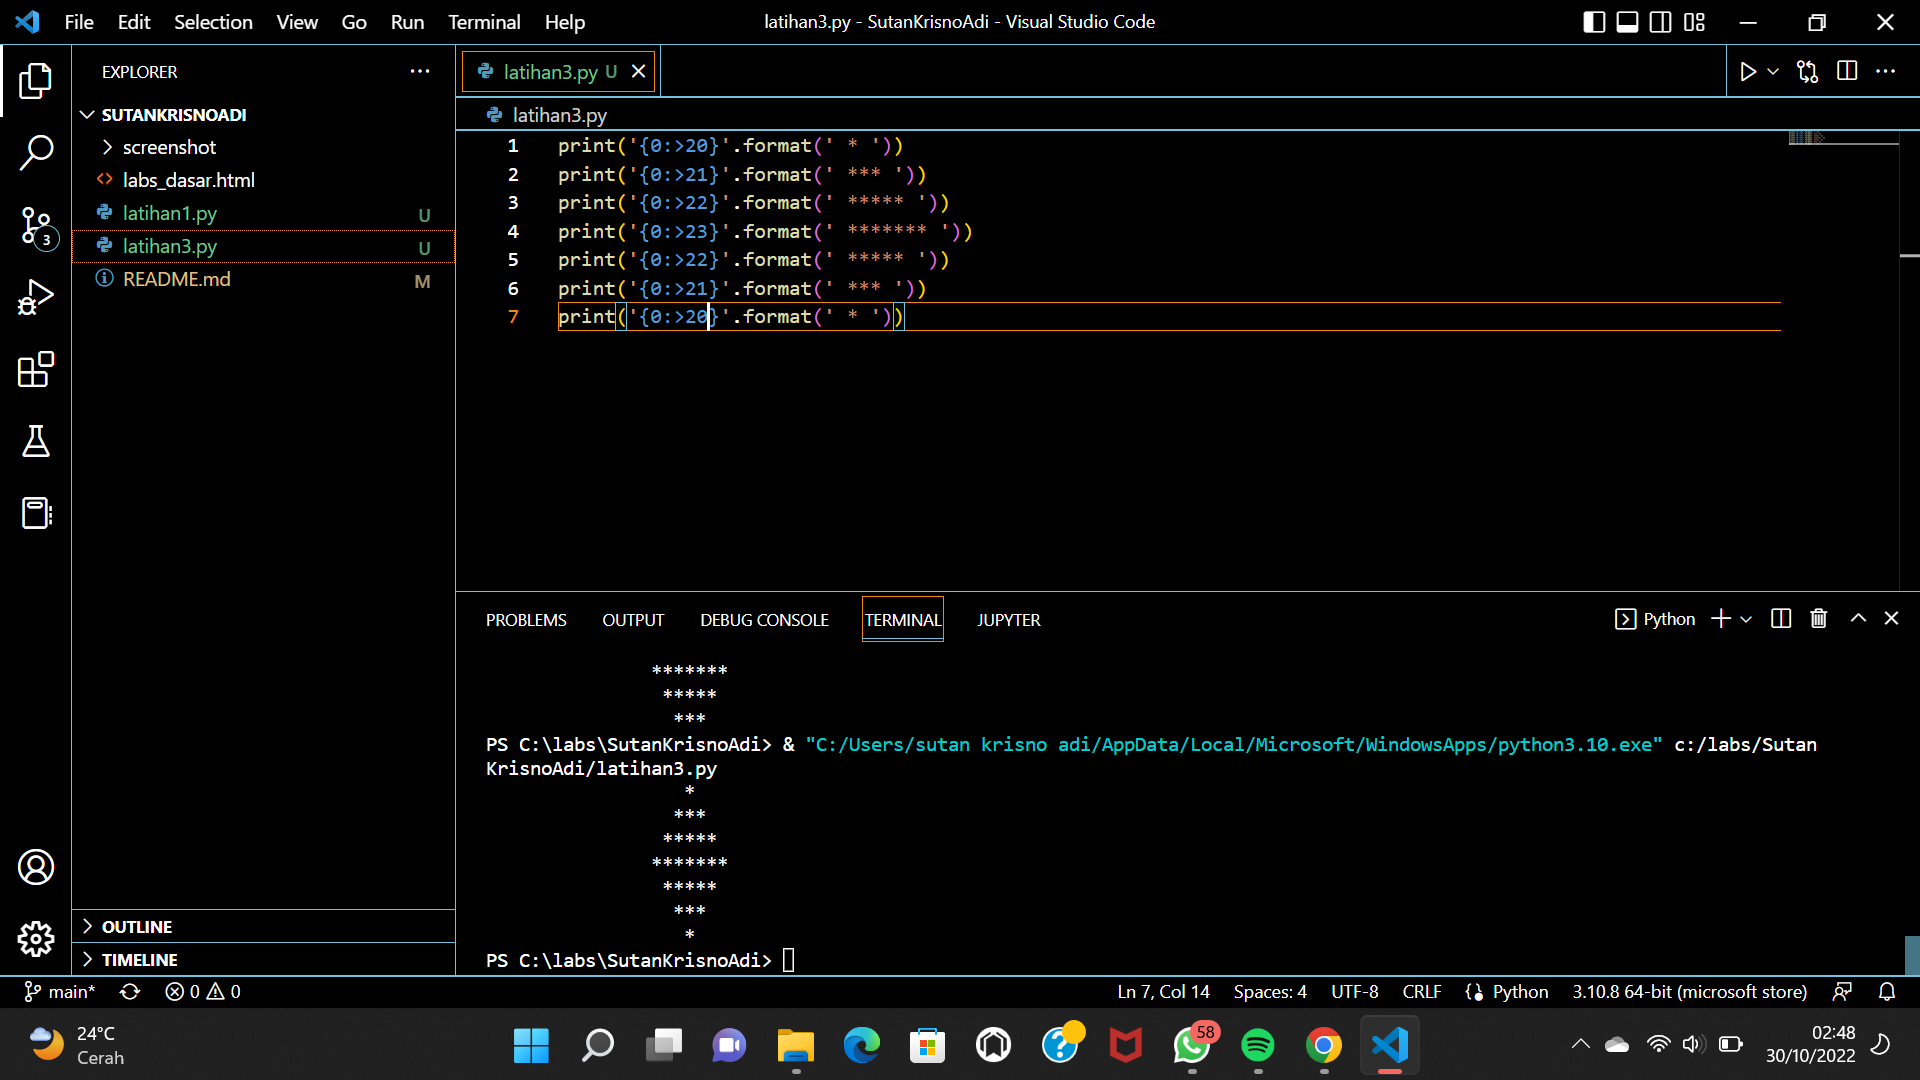 File Edit Selection View Go Run Terminal Help
latihan3.py - SutanKrisnoAdi - Visual Studio Code
EXPLORER
SUTANKRISNOADI
screenshot
labs_dasar.html
latihan1.py U
latihan3.py U
README.md M
3
OUTLINE
TIMELINE
latihan3.py U
latihan3.py
1 print('{0:>20}'.format(' * '))
2 print('{0:>21}'.format(' *** '))
3 print('{0:>22}'.format(' ***** '))
4 print('{0:>23}'.format(' ******* '))
5 print('{0:>22}'.format(' ***** '))
6 print('{0:>21}'.format(' *** '))
7 print('{0:>20}'.format(' * '))
PROBLEMS OUTPUT DEBUG CONSOLE TERMINAL JUPYTER
Python
*******
*****
***
PS C:\labs\SutanKrisnoAdi> & "C:/Users/sutan krisno adi/AppData/Local/Microsoft/WindowsApps/python3.10.exe" c:/labs/Sutan
KrisnoAdi/latihan3.py
*
***
*****
*******
*****
***
*
PS C:\labs\SutanKrisnoAdi>
main* 0 0 Ln 7, Col 14 Spaces: 4 UTF-8 CRLF Python 3.10.8 64-bit (microsoft store)
24°C
Cerah
58
02:48
30/10/2022